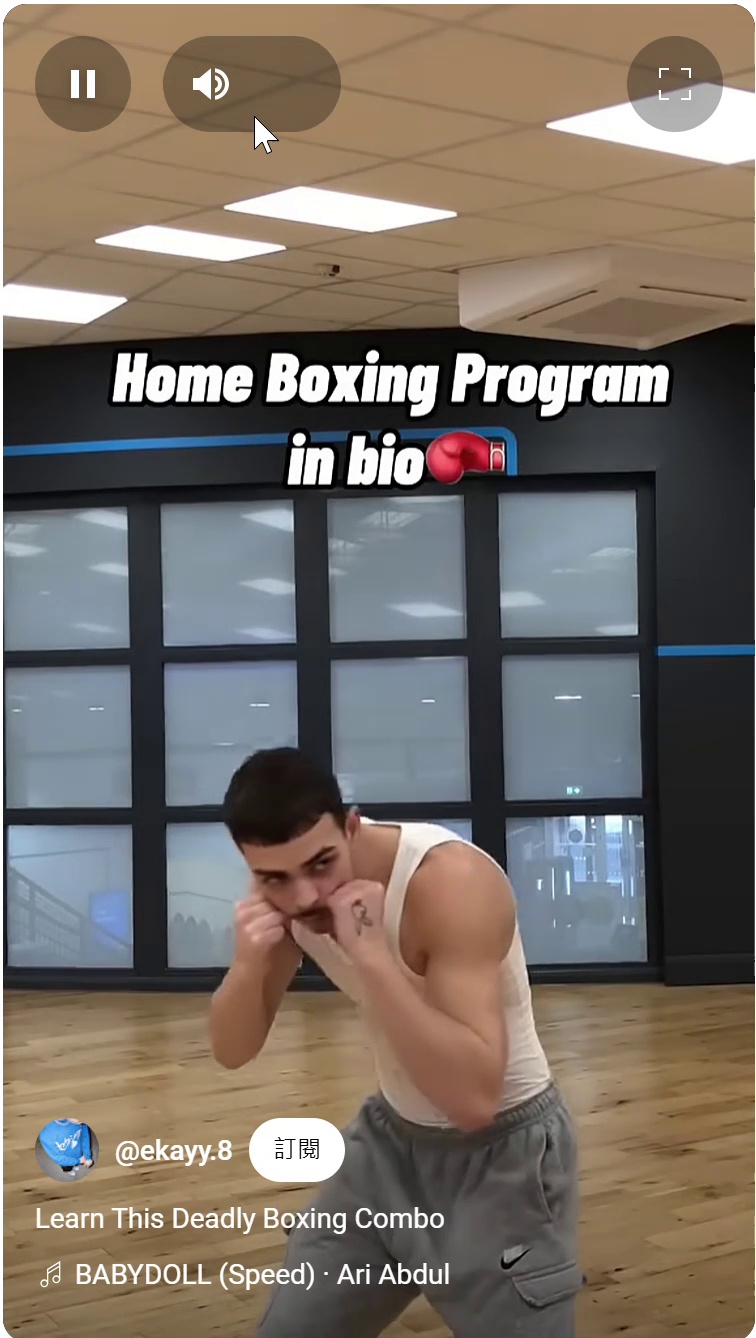 Home Boxing Program
in bio🥊
@ekayy.8
訂閱
Learn This Deadly Boxing Combo
BABYDOLL (Speed) · Ari Abdul